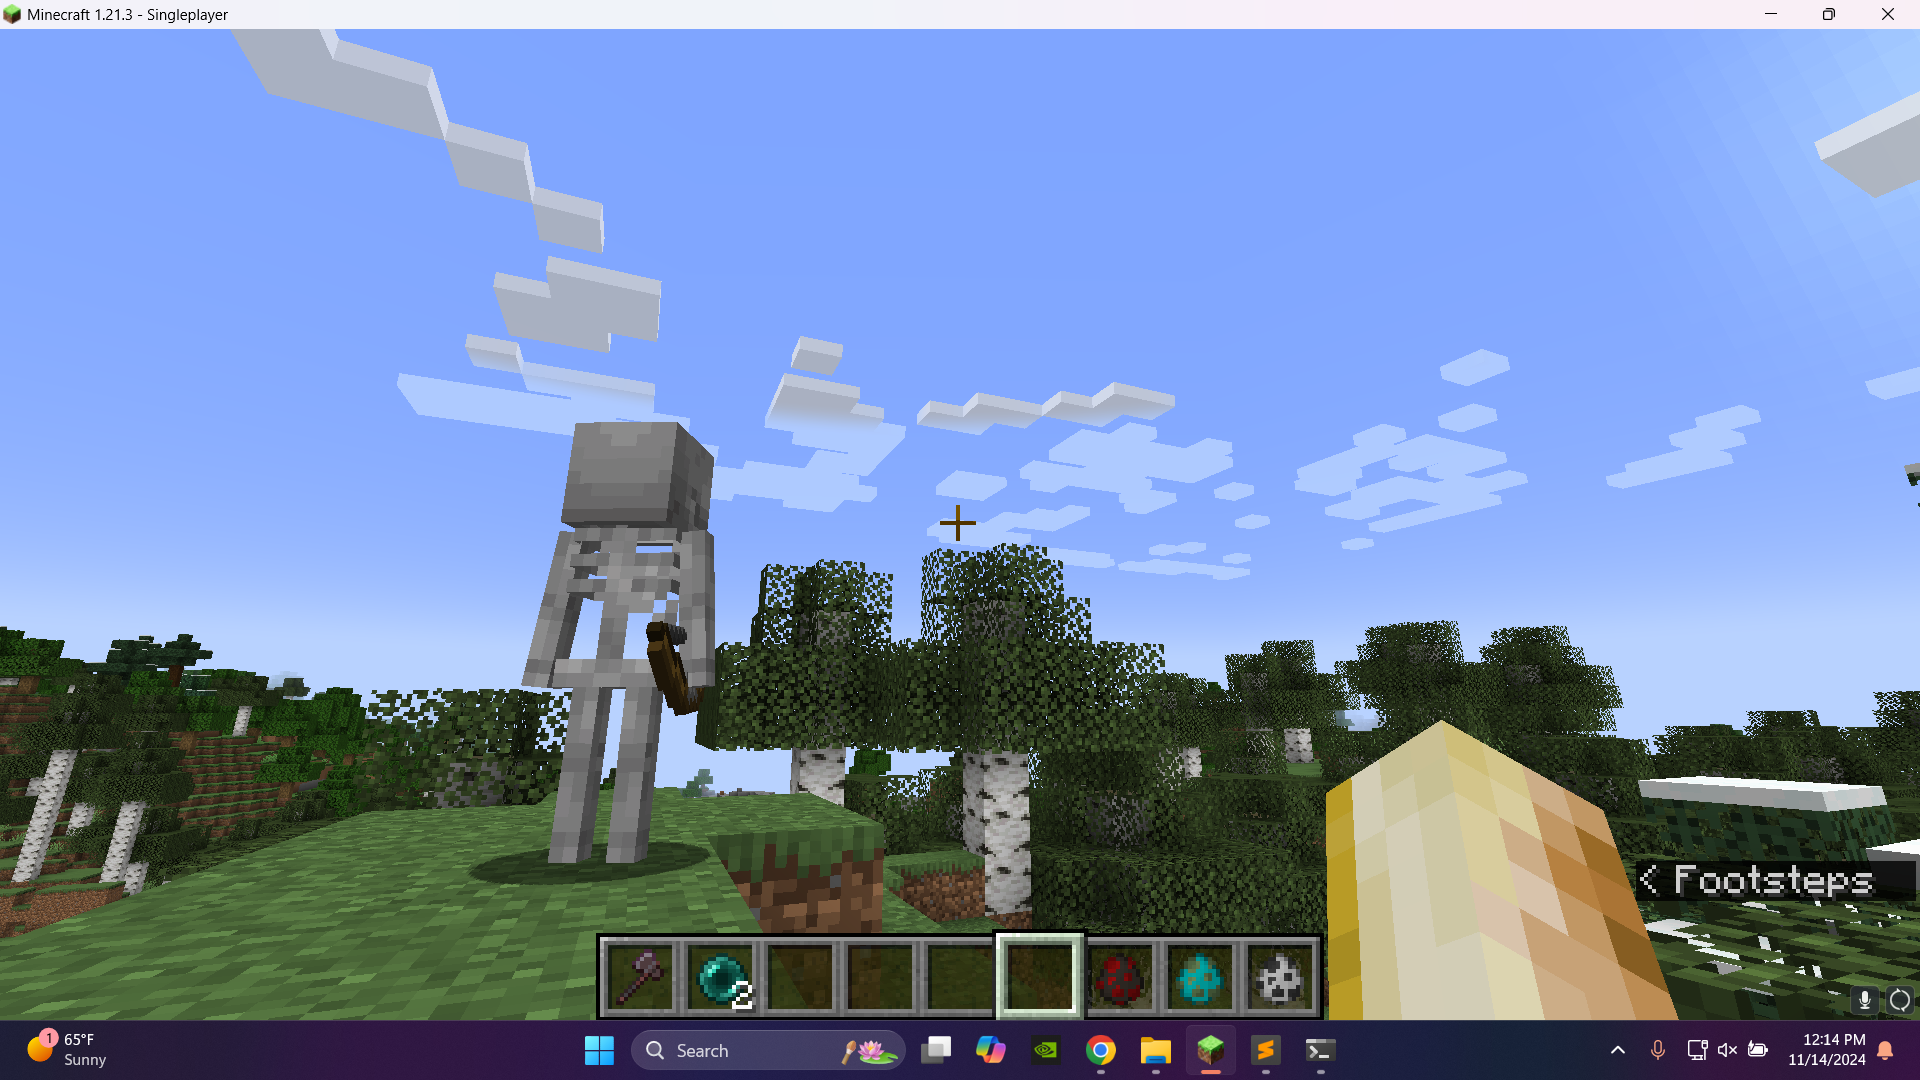 Minecraft 1.21.3 - Singleplayer
< Footsteps
2
1
65°F
Sunny
Search
12:14 PM
11/14/2024